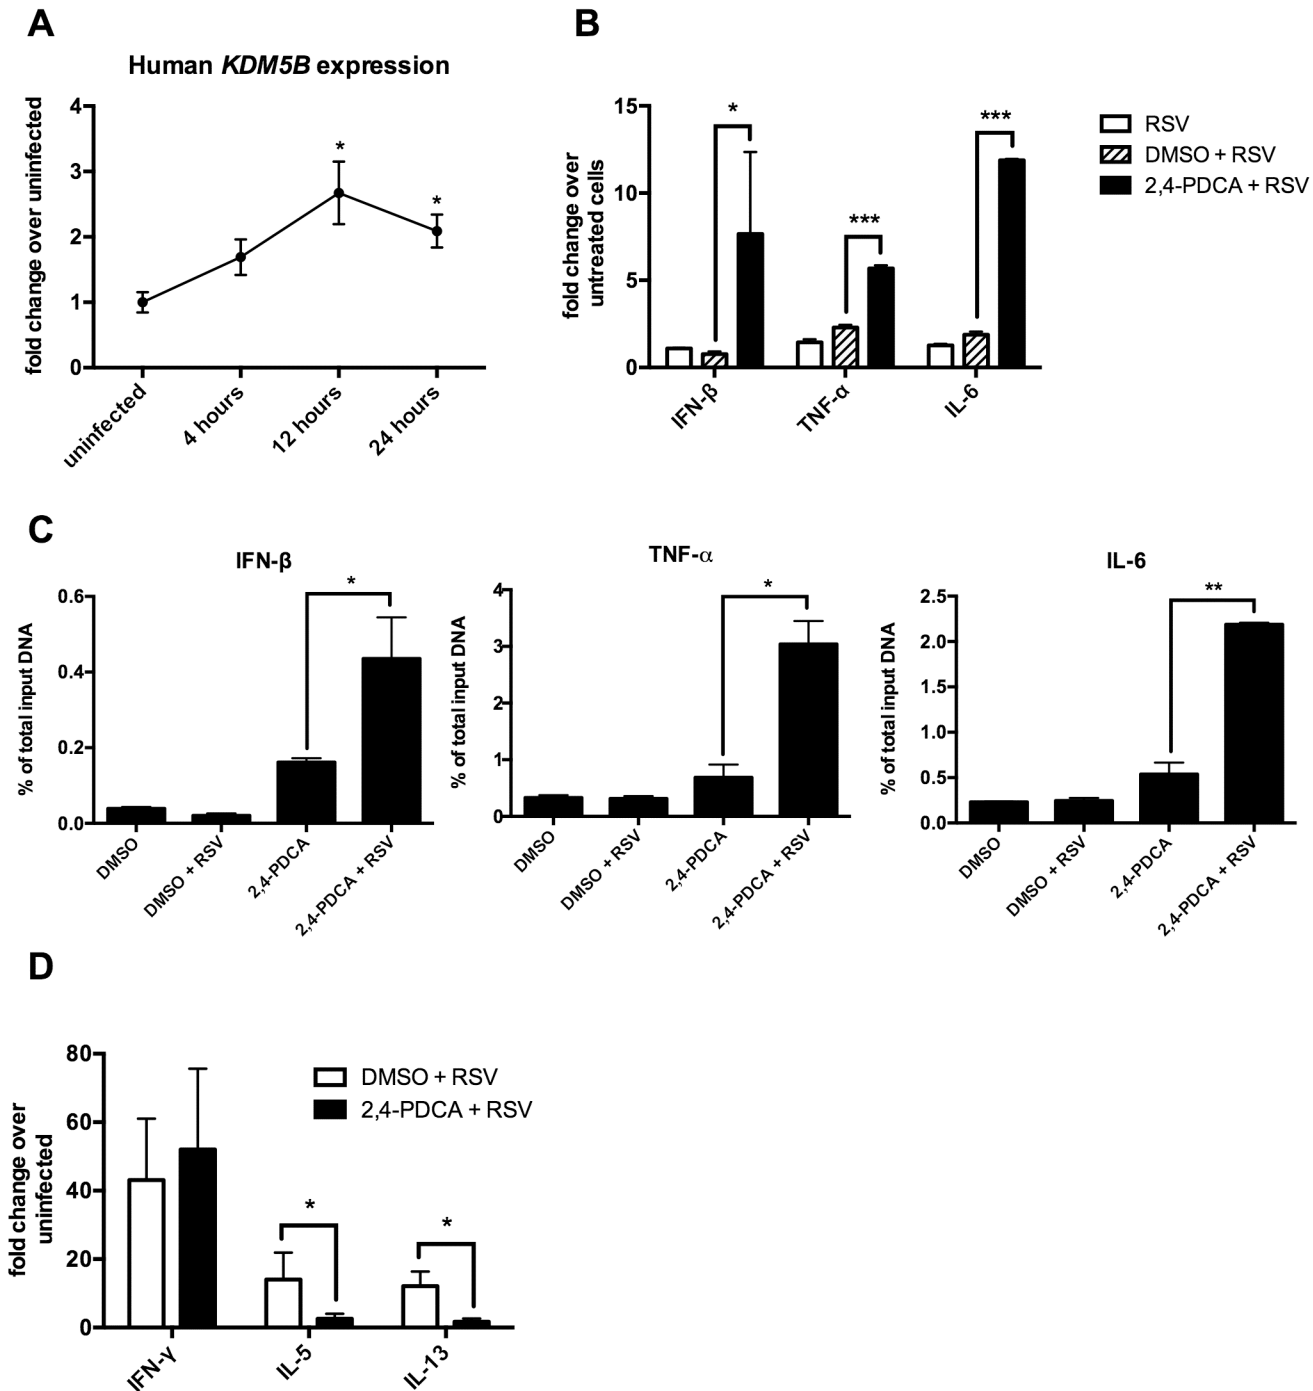 A
Human KDM5B expression
fold change over uninfected
4
3
2
1
0
*
*
uninfected
4 hours
12 hours
24 hours
B
fold change over
untreated cells
15
10
5
0
*
***
***
IFN-β
TNF-α
IL-6
RSV
DMSO + RSV
2,4-PDCA + RSV
C
IFN-β
% of total input DNA
0.6
0.4
0.2
0.0
*
DMSO
DMSO + RSV
2,4-PDCA
2,4-PDCA + RSV
TNF-α
% of total input DNA
4
3
2
1
0
*
DMSO
DMSO + RSV
2,4-PDCA
2,4-PDCA + RSV
IL-6
% of total input DNA
2.5
2.0
1.5
1.0
0.5
0.0
**
DMSO
DMSO + RSV
2,4-PDCA
2,4-PDCA + RSV
D
fold change over
uninfected
80
60
40
20
0
DMSO + RSV
2,4-PDCA + RSV
*
*
IFN-γ
IL-5
IL-13